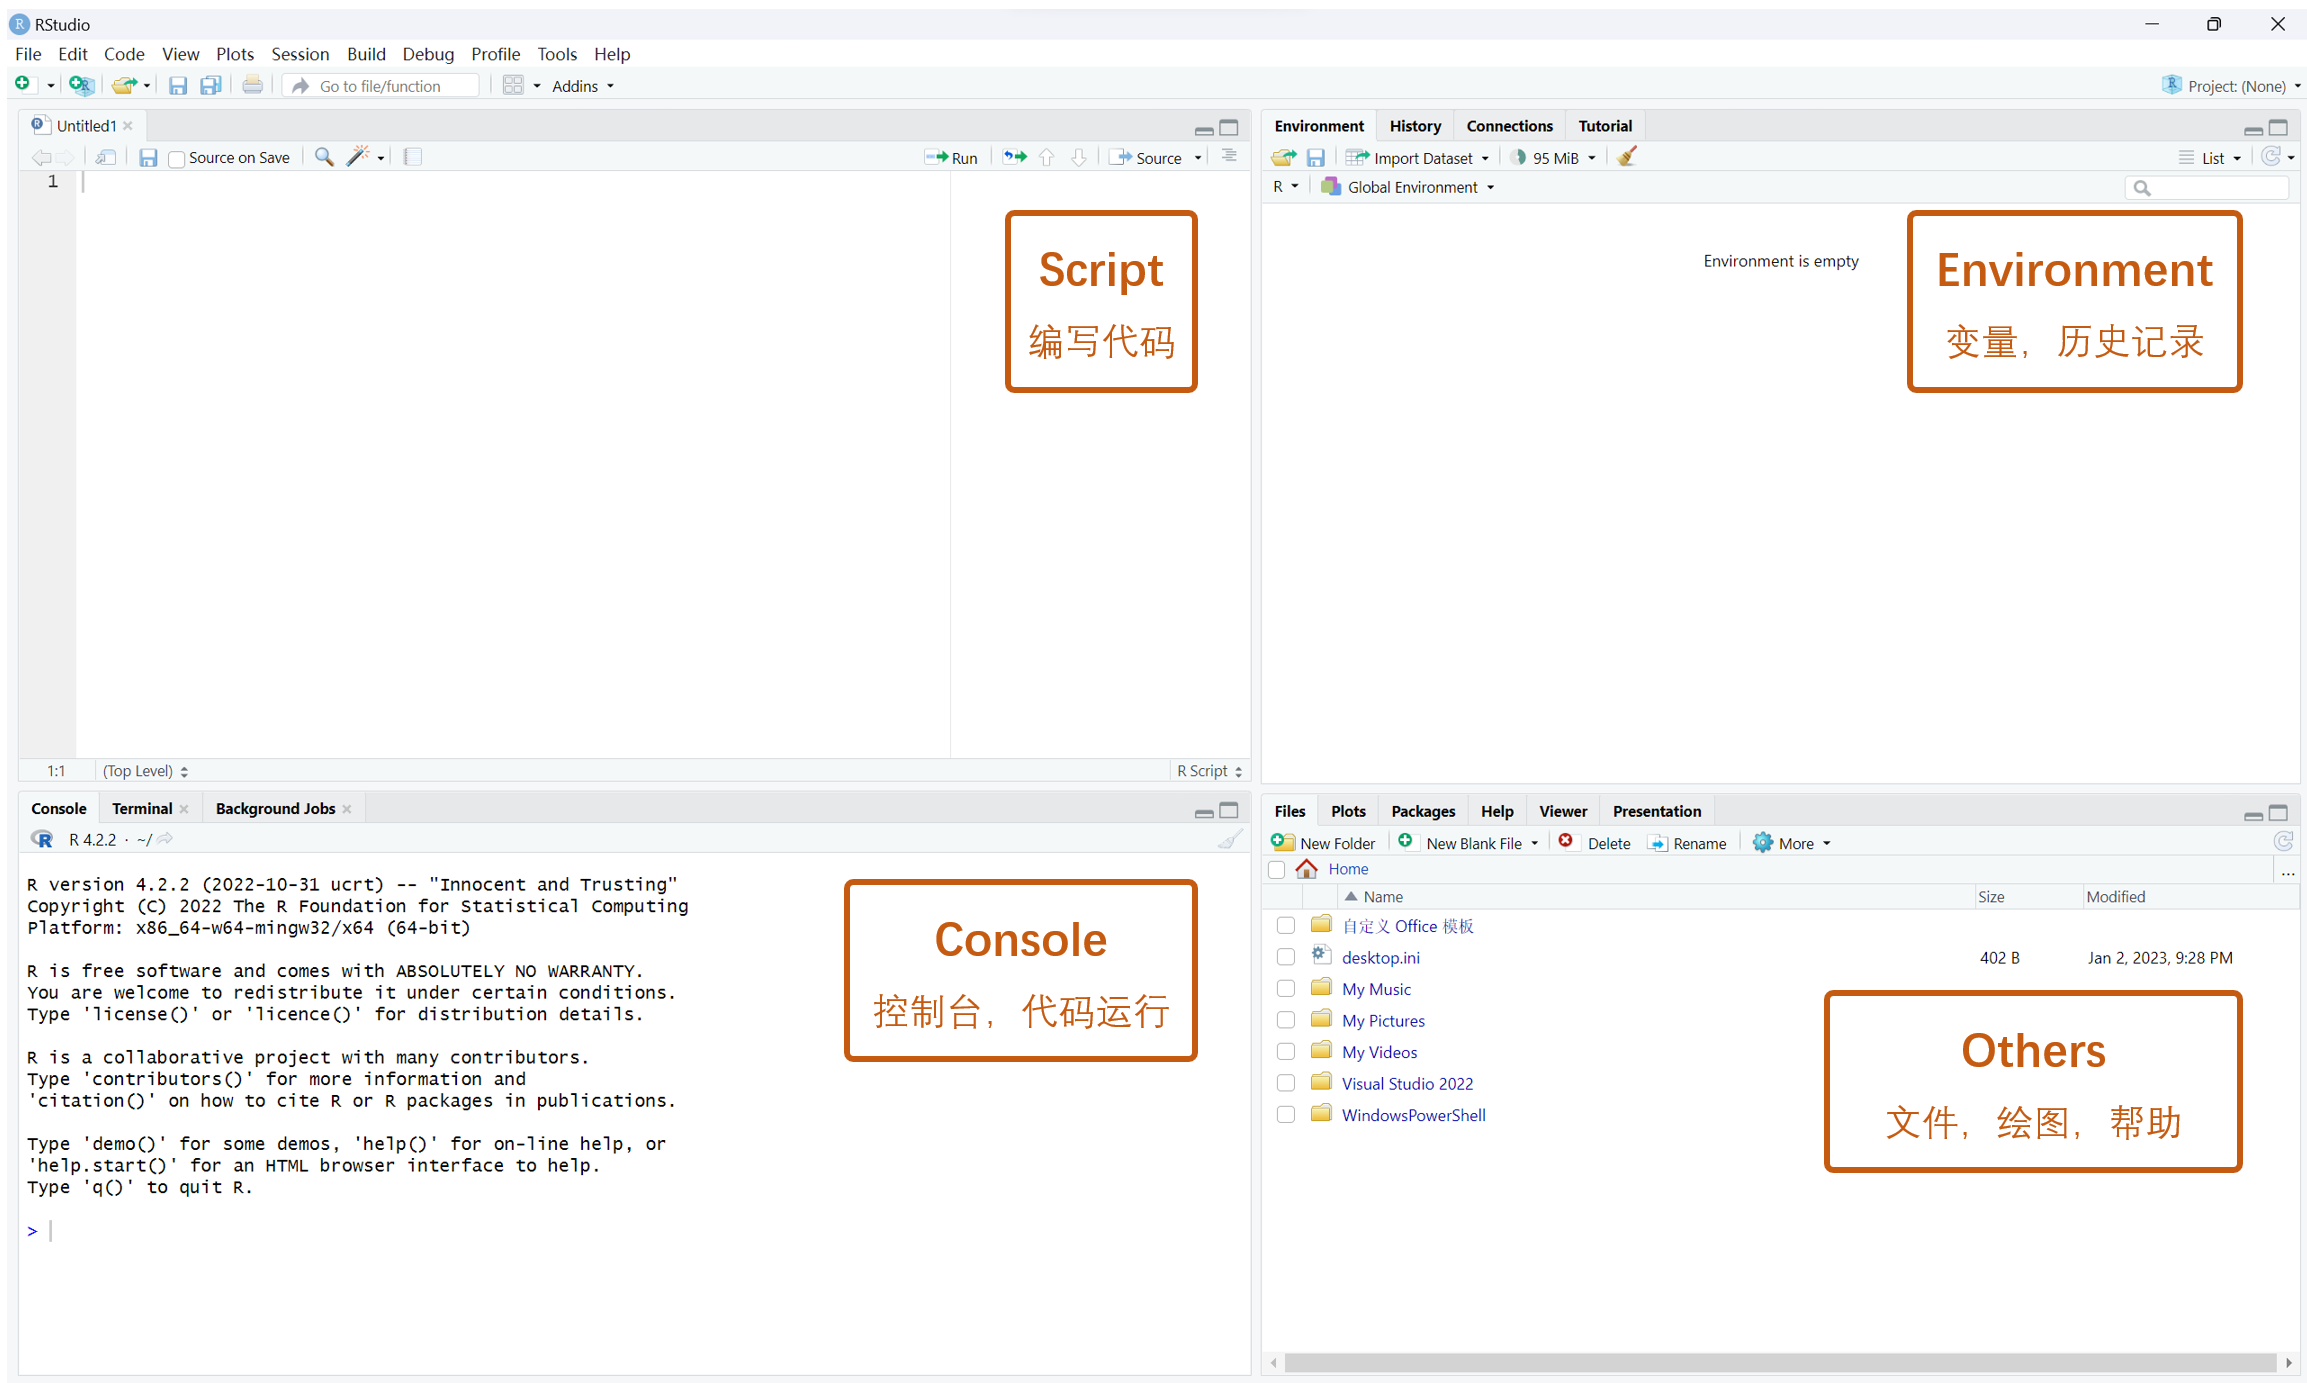 RStudio
File Edit Code View Plots Session Build Debug Profile Tools Help
Go to file/function Addins Project: (None)
Untitled1
Source on Save Run Source
1
Script
编写代码
1:1 (Top Level) R Script
Environment History Connections Tutorial
Import Dataset 95 MiB List
R Global Environment
Environment is empty
Environment
变量，历史记录
Console Terminal Background Jobs
R 4.2.2 · ~/
R version 4.2.2 (2022-10-31 ucrt) -- "Innocent and Trusting"
Copyright (C) 2022 The R Foundation for Statistical Computing
Platform: x86_64-w64-mingw32/x64 (64-bit)
R is free software and comes with ABSOLUTELY NO WARRANTY.
You are welcome to redistribute it under certain conditions.
Type 'license()' or 'licence()' for distribution details.
R is a collaborative project with many contributors.
Type 'contributors()' for more information and
'citation()' on how to cite R or R packages in publications.
Type 'demo()' for some demos, 'help()' for on-line help, or
'help.start()' for an HTML browser interface to help.
Type 'q()' to quit R.
>
Console
控制台，代码运行
Files Plots Packages Help Viewer Presentation
New Folder New Blank File Delete Rename More
Home ...
Name Size Modified
自定义 Office 模板
desktop.ini 402 B Jan 2, 2023, 9:28 PM
My Music
My Pictures
My Videos
Visual Studio 2022
WindowsPowerShell
Others
文件，绘图，帮助